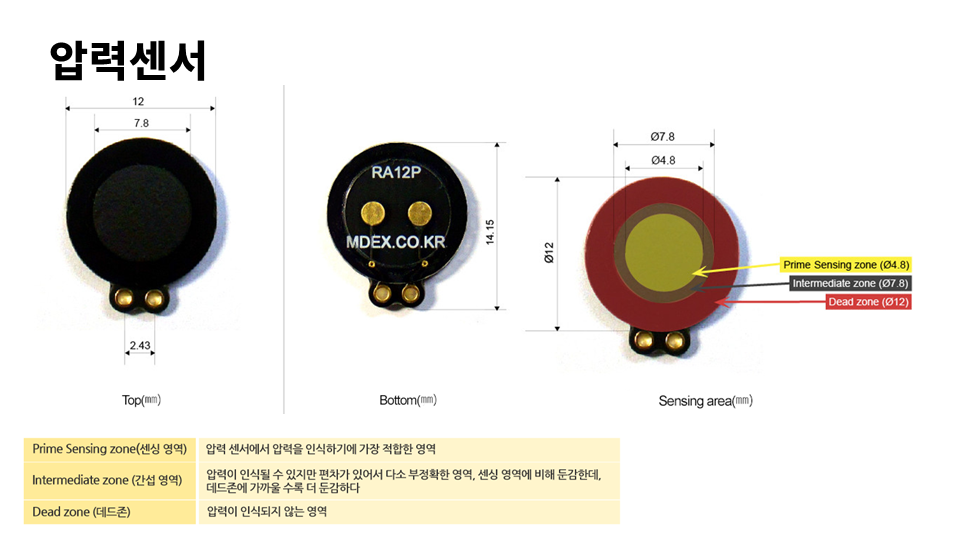 압력센서
12
7.8
2.43
Top(㎜)
RA12P
MDEX.CO.KR
14.15
Bottom(㎜)
Ø7.8
Ø4.8
Ø12
Prime Sensing zone (Ø4.8)
Intermediate zone (Ø7.8)
Dead zone (Ø12)
Sensing area(㎜)
Prime Sensing zone(센싱 영역)
압력 센서에서 압력을 인식하기에 가장 적합한 영역
Intermediate zone (간섭 영역)
압력이 인식될 수 있지만 편차가 있어서 다소 부정확한 영역, 센싱 영역에 비해 둔감한데,
데드존에 가까울 수록 더 둔감하다
Dead zone (데드존)
압력이 인식되지 않는 영역